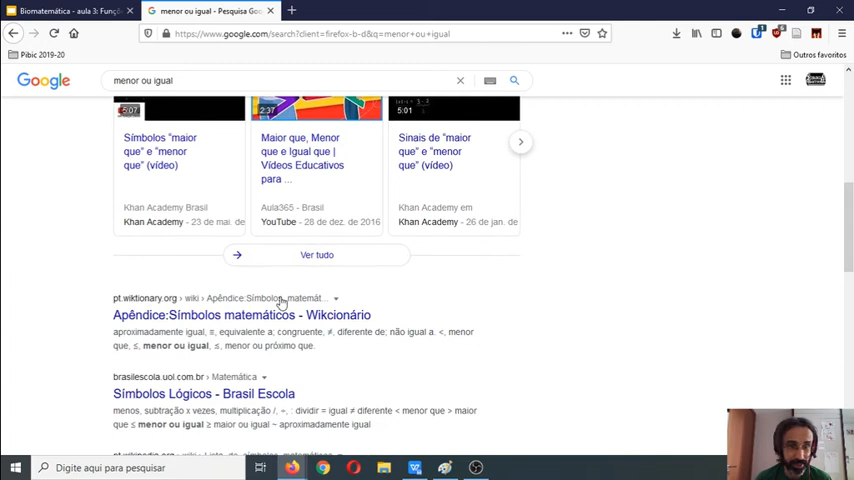 Biomatemática - aula 3: Funçõ
menor ou igual - Pesquisa Goo
https://www.google.com/search?client=firefox-b-d&q=menor+ou+igual
Pibic 2019-20
Outros favoritos
Google
menor ou igual
5:07
2:37
5:01
Símbolos “maior
que” e “menor
que” (vídeo)
Khan Academy Brasil
Khan Academy - 23 de mai. de
Maior que, Menor
que e Igual que |
Vídeos Educativos
para ...
Aula365 - Brasil
YouTube - 28 de dez. de 2016
Sinais de “maior
que” e “menor
que” (vídeo)
Khan Academy em
Khan Academy - 26 de jan. de
Ver tudo
pt.wiktionary.org › wiki › Apêndice:Símbolos_matemát...
Apêndice:Símbolos matemáticos - Wikcionário
aproximadamente igual, ≡, equivalente a; congruente, ≠, diferente de; não igual a. <, menor
que, ≤, menor ou igual, ≤, menor ou próximo que.
brasilescola.uol.com.br › Matemática
Símbolos Lógicos - Brasil Escola
menos, subtração x vezes, multiplicação /, ÷, : dividir = igual ≠ diferente < menor que > maior
que ≤ menor ou igual ≥ maior ou igual ~ aproximadamente igual
Digite aqui para pesquisar